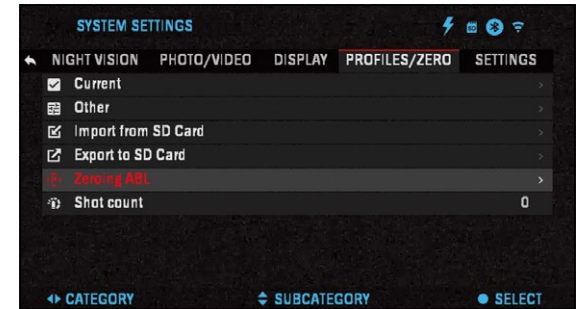 SYSTEM SETTINGS
NIGHT VISION PHOTO/VIDEO DISPLAY PROFILES/ZERO SETTINGS
Current
Other
Import from SD Card
Export to SD Card
Zeroing ABL
Shot count 0
CATEGORY SUBCATEGORY SELECT